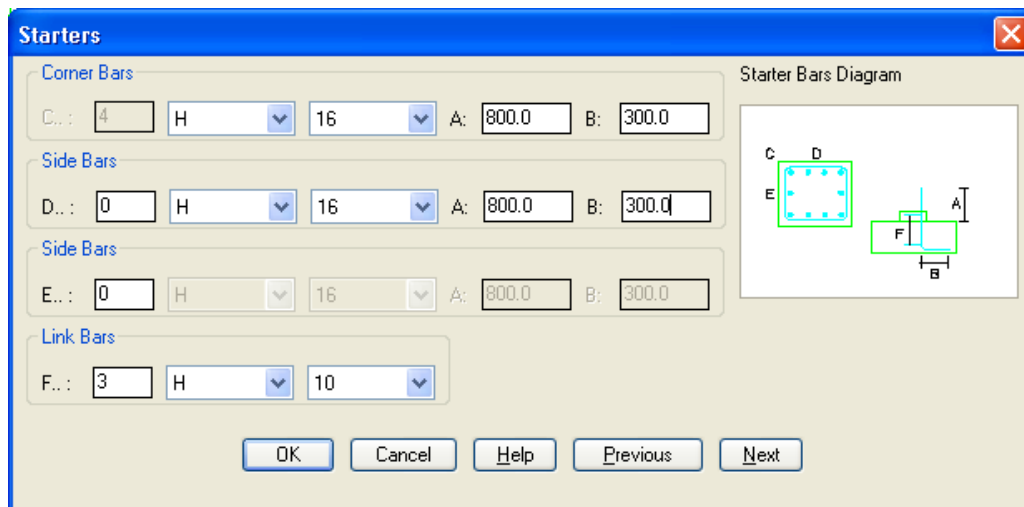 Starters
Corner Bars
C.. : 4 H 16 A: 800.0 B: 300.0
Side Bars
D.. : 0 H 16 A: 800.0 B: 300.0
Side Bars
E.. : 0 H 16 A: 800.0 B: 300.0
Link Bars
F.. : 3 H 10
Starter Bars Diagram
C D
E
A
F
B
OK Cancel Help Previous Next